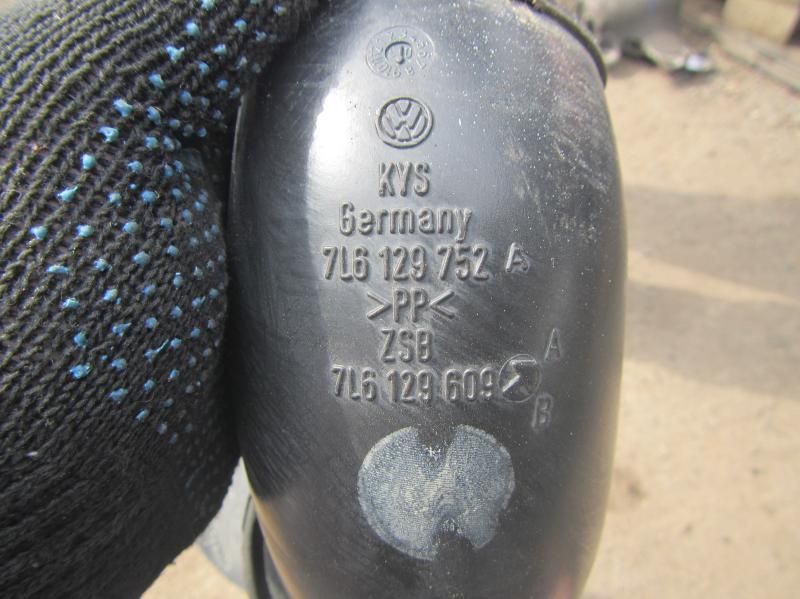 KYS
Germany
7L6 129 752 A
>PP<
ZSB
7L6 129 609 A
B